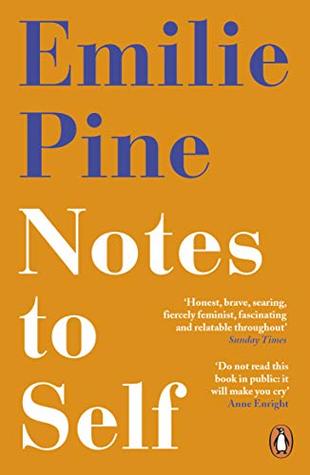 Emilie
Pine
Notes
to
Self
‘Honest, brave, searing,
fiercely feminist, fascinating
and relatable throughout’
Sunday Times
‘Do not read this
book in public: it
will make you cry’
Anne Enright